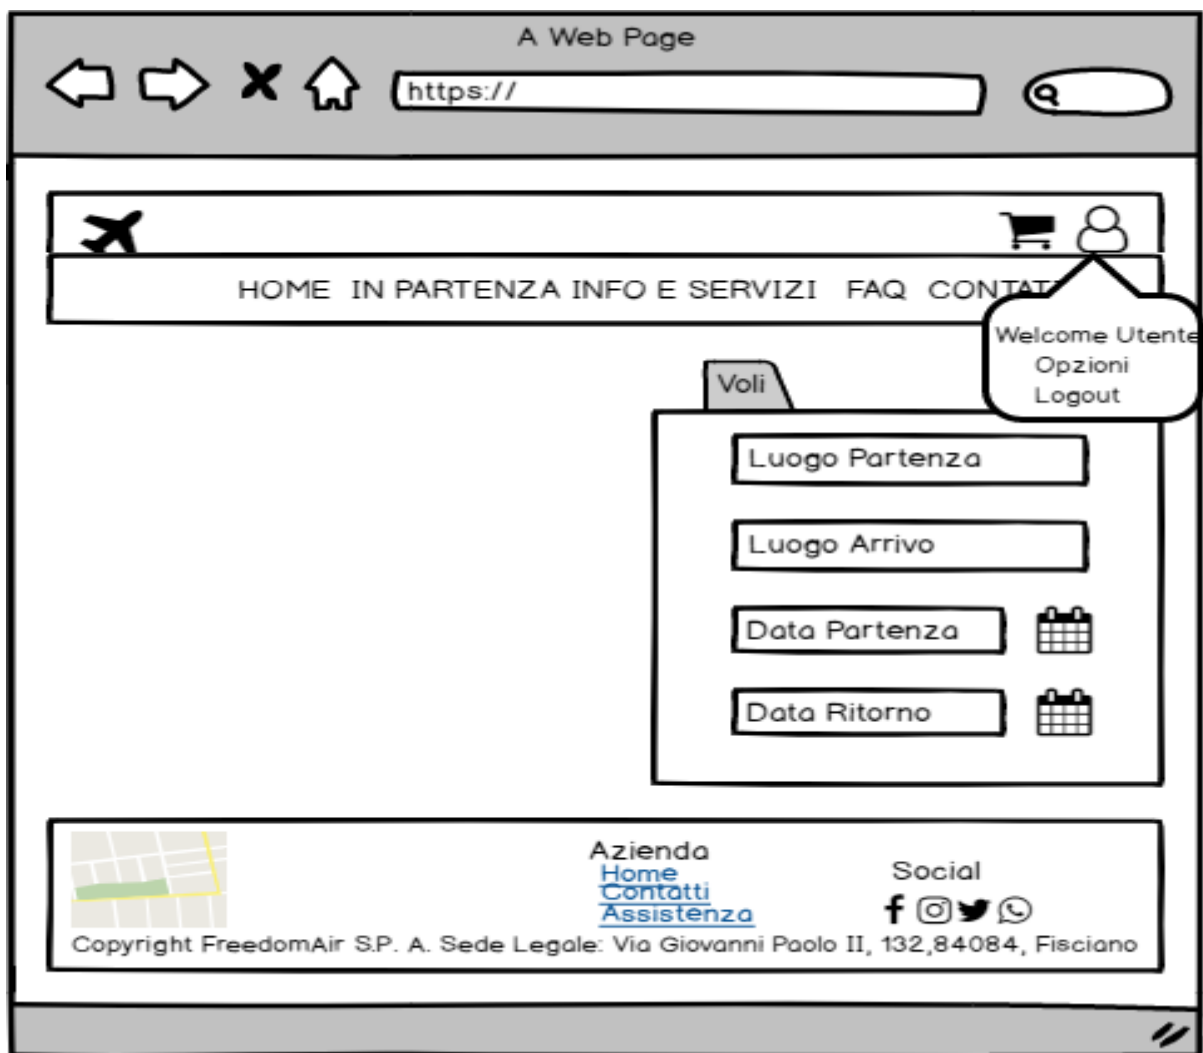 A Web Page
https://
HOME IN PARTENZA INFO E SERVIZI FAQ CONTAT
Welcome Utente
Opzioni
Logout
Voli
Luogo Partenza
Luogo Arrivo
Data Partenza
Data Ritorno
Azienda
Home
Contatti
Assistenza
Social
Copyright FreedomAir S.P. A. Sede Legale: Via Giovanni Paolo II, 132,84084, Fisciano